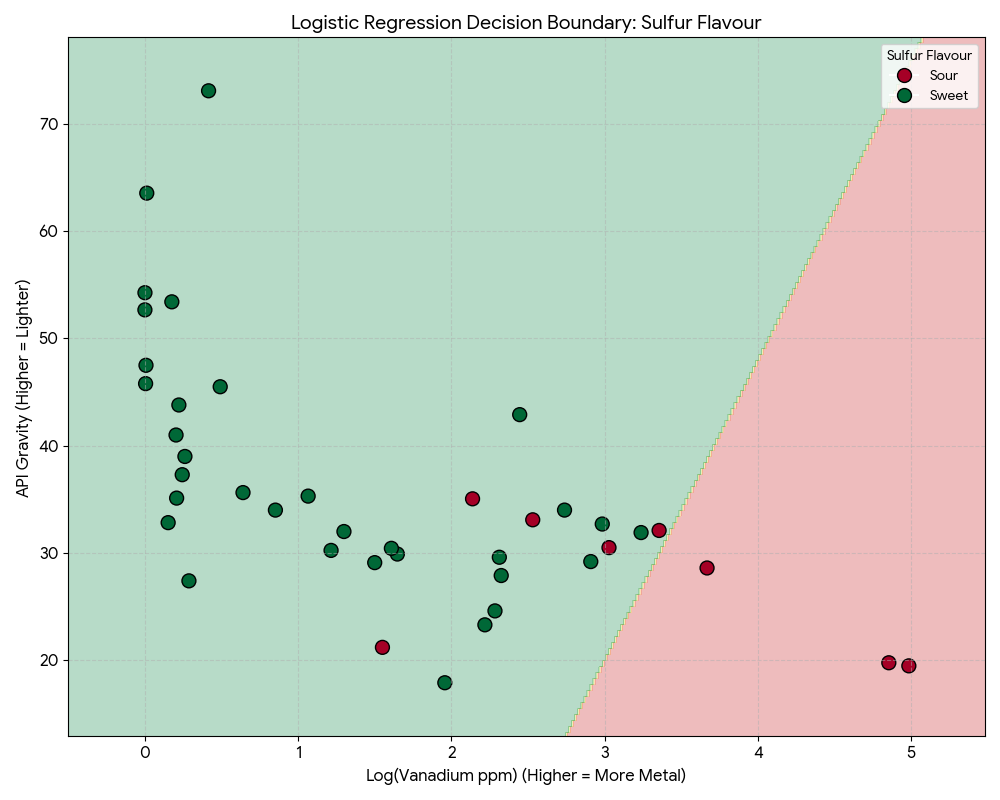 Logistic Regression Decision Boundary: Sulfur Flavour
Sulfur Flavour
Sour
Sweet
API Gravity (Higher = Lighter)
70
60
50
40
30
20
0 1 2 3 4 5
Log(Vanadium ppm) (Higher = More Metal)